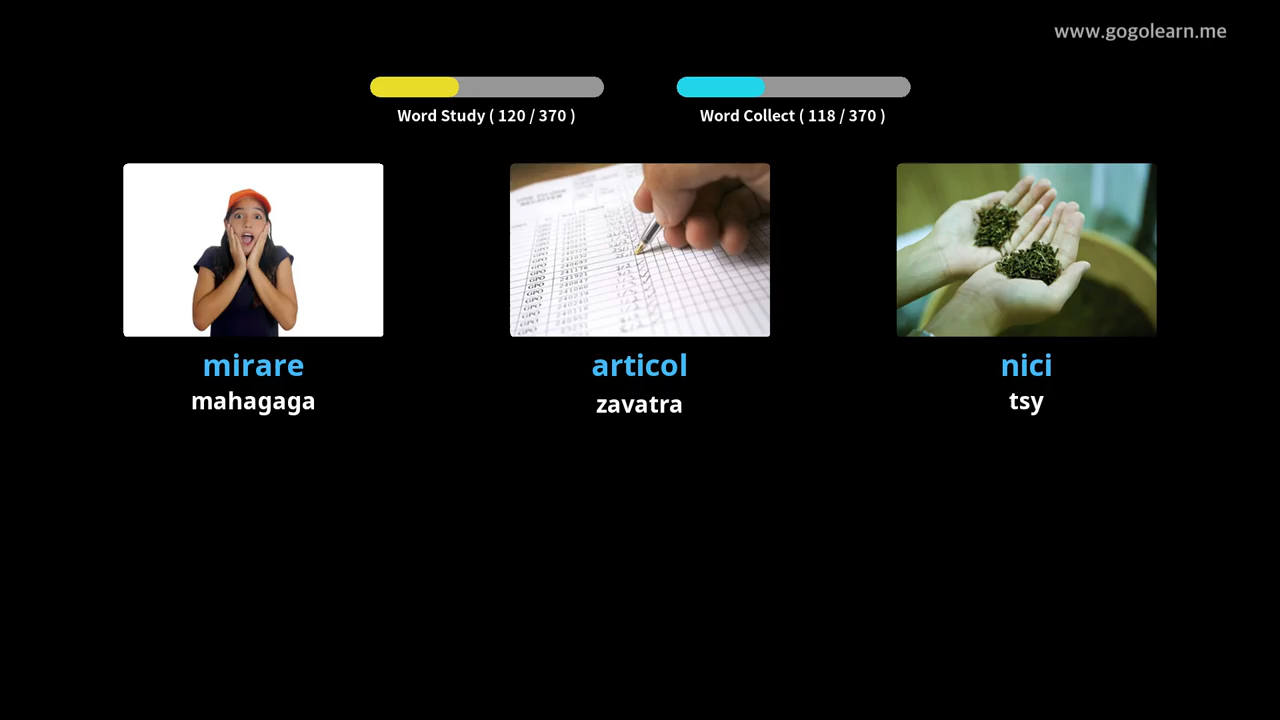 www.gogolearn.me
Word Study ( 120 / 370 )
Word Collect ( 118 / 370 )
mirare
mahagaga
articol
zavatra
nici
tsy